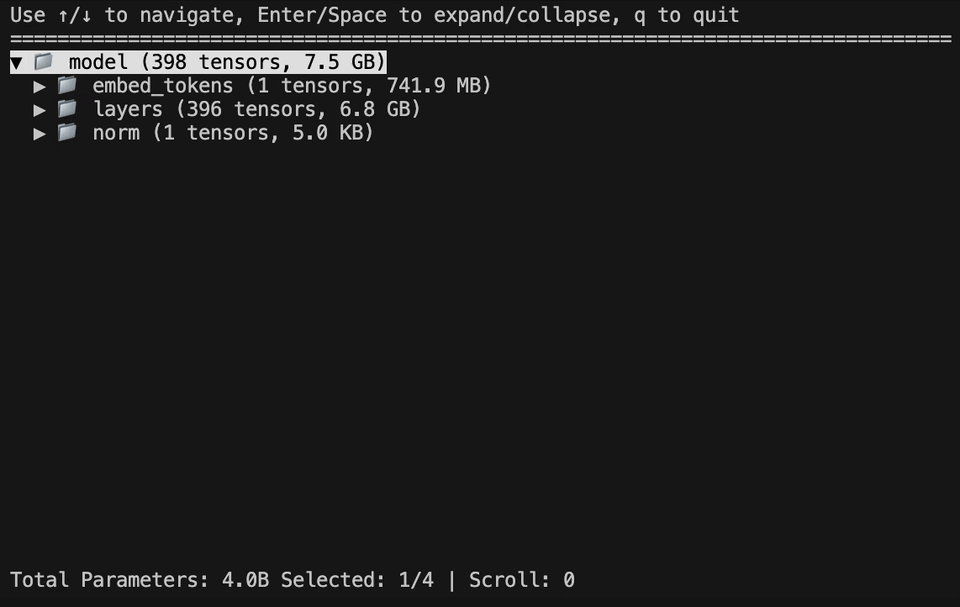 Use ↑/↓ to navigate, Enter/Space to expand/collapse, q to quit
================================================================================
▼ 📁 model (398 tensors, 7.5 GB)
▶ 📁 embed_tokens (1 tensors, 741.9 MB)
▶ 📁 layers (396 tensors, 6.8 GB)
▶ 📁 norm (1 tensors, 5.0 KB)
Total Parameters: 4.0B Selected: 1/4 | Scroll: 0